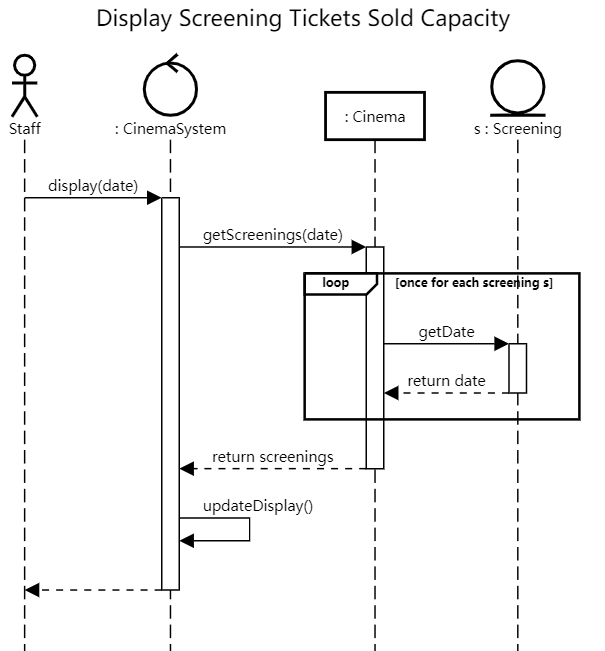 Display Screening Tickets Sold Capacity
Staff
: CinemaSystem
: Cinema
s : Screening
display(date)
getScreenings(date)
loop
[once for each screening s]
getDate
return date
return screenings
updateDisplay()